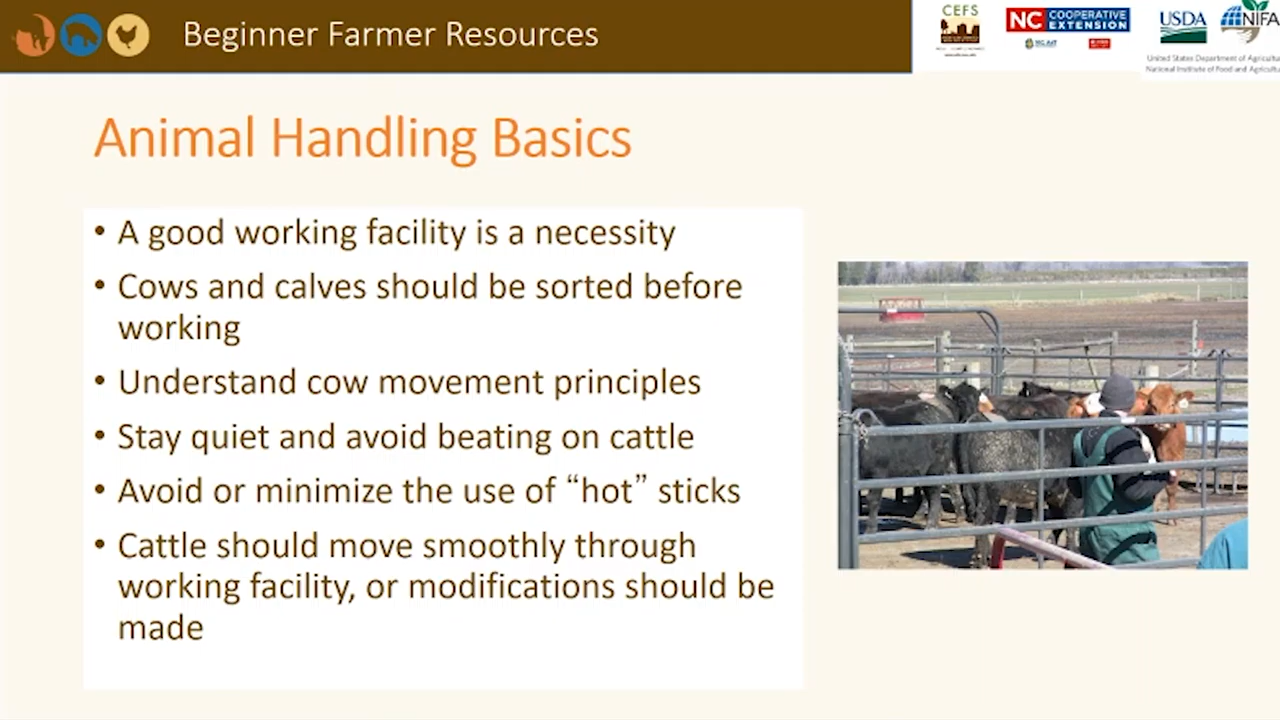 Beginner Farmer Resources
CEFS
NC COOPERATIVE
EXTENSION
USDA
NIFA
United States Department of Agricultu
National Institute of Food and Agricultu
Animal Handling Basics
• A good working facility is a necessity
• Cows and calves should be sorted before
working
• Understand cow movement principles
• Stay quiet and avoid beating on cattle
• Avoid or minimize the use of “hot” sticks
• Cattle should move smoothly through
working facility, or modifications should be
made